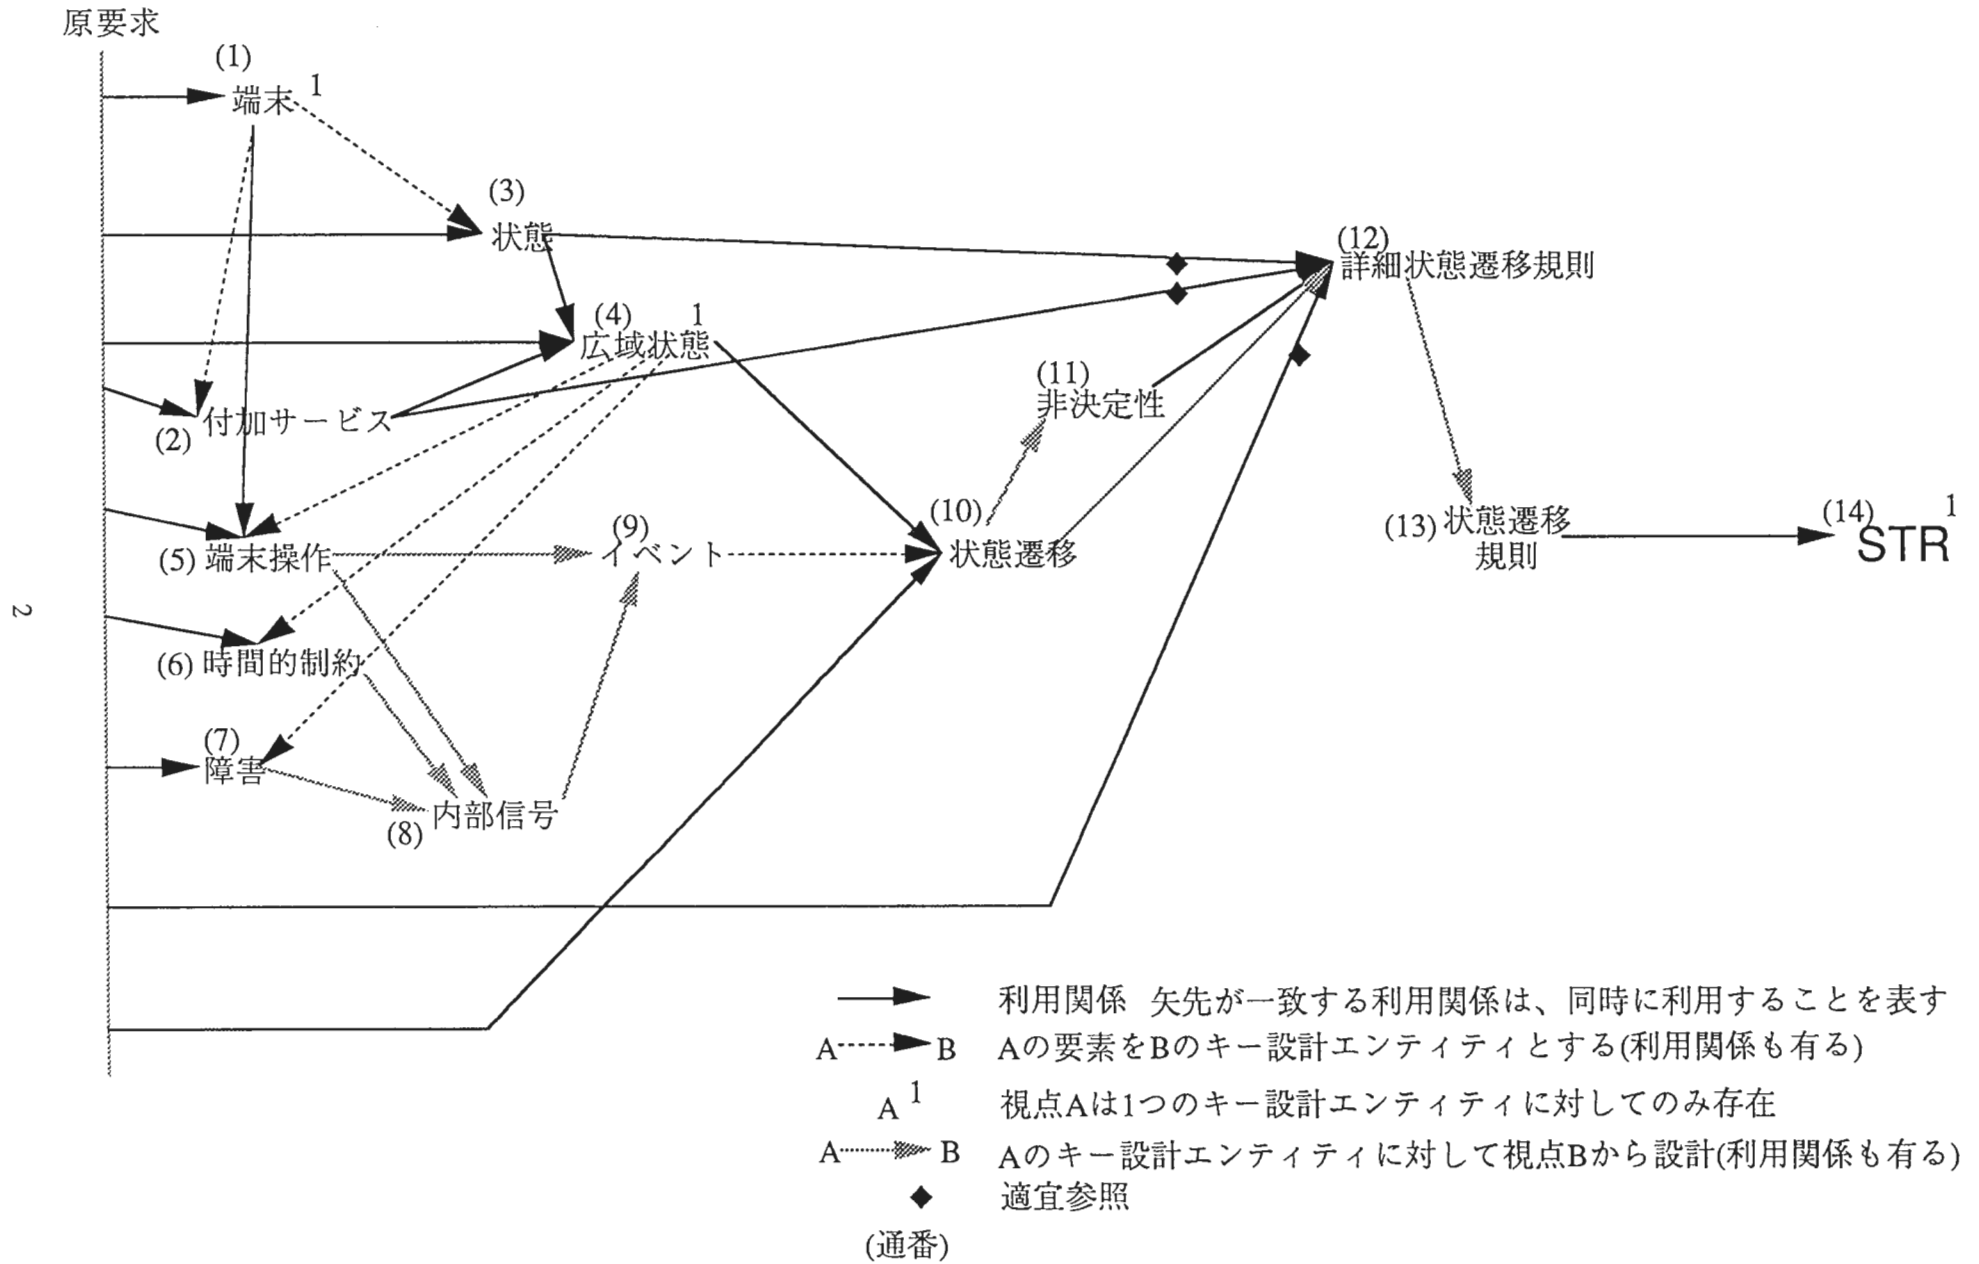 原要求
(1)
端末 1
(3)
状態
(12)
詳細状態遷移規則
(4) 1
広域状態
(11)
非決定性
(2) 付加サービス
(10)
状態遷移
(9)
イベント
(5) 端末操作
(13) 状態遷移
規則
(14) 1
STR
2
(6) 時間的制約
(7)
障害
(8) 内部信号
利用関係 矢先が一致する利用関係は、同時に利用することを表す
A B Aの要素をBのキー設計エンティティとする(利用関係も有る)
A 1 視点Aは1つのキー設計エンティティに対してのみ存在
A B Aのキー設計エンティティに対して視点Bから設計(利用関係も有る)
適宜参照
(通番)